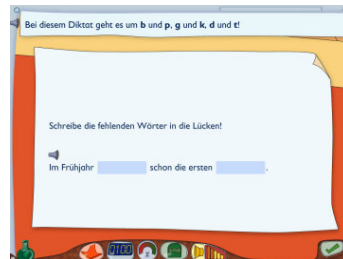 Bei diesem Diktat geht es um b und p, g und k, d und t!
Schreibe die fehlenden Wörter in die Lücken!
Im Frühjahr schon die ersten .
0100